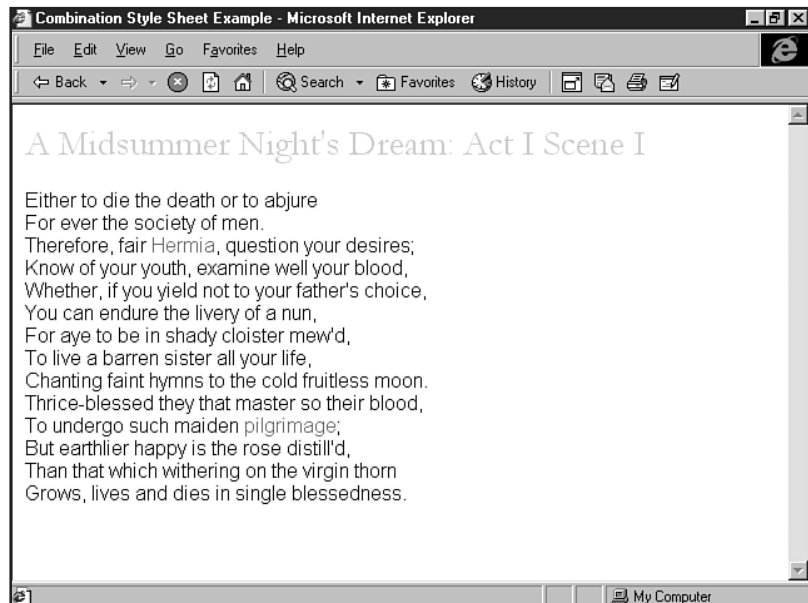 Combination Style Sheet Example - Microsoft Internet Explorer
File Edit View Go Favorites Help
Back Search Favorites History
A Midsummer Night's Dream: Act I Scene I
Either to die the death or to abjure
For ever the society of men.
Therefore, fair Hermia, question your desires;
Know of your youth, examine well your blood,
Whether, if you yield not to your father's choice,
You can endure the livery of a nun,
For aye to be in shady cloister mew'd,
To live a barren sister all your life,
Chanting faint hymns to the cold fruitless moon.
Thrice-blessed they that master so their blood,
To undergo such maiden pilgrimage;
But earthlier happy is the rose distill'd,
Than that which withering on the virgin thorn
Grows, lives and dies in single blessedness.
My Computer